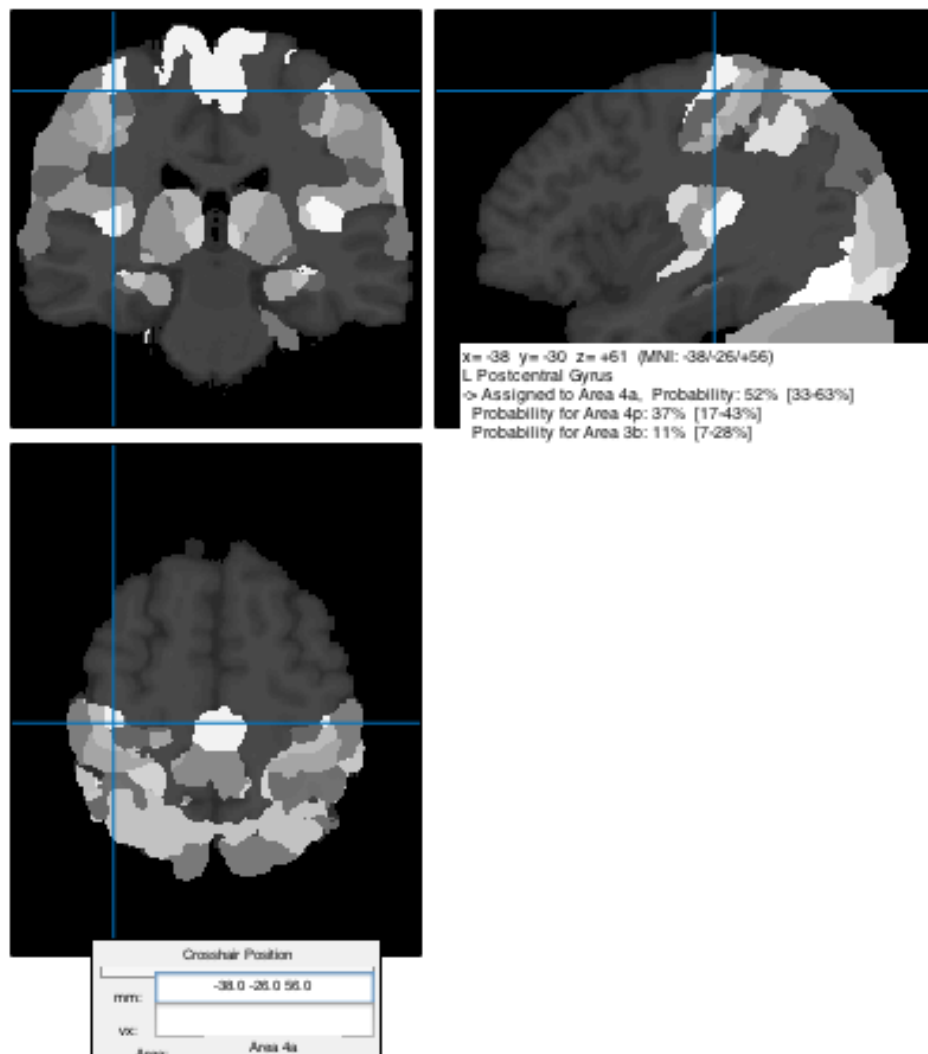 x= -38 y= -30 z= +61 (MNI: -38/-26/+56)
L Postcentral Gyrus
-> Assigned to Area 4a, Probability: 52% [33-63%]
Probability for Area 4p: 37% [17-43%]
Probability for Area 3b: 11% [7-28%]
Crosshair Position
mm: -38.0 -26.0 56.0
vx:
Area: Area 4a